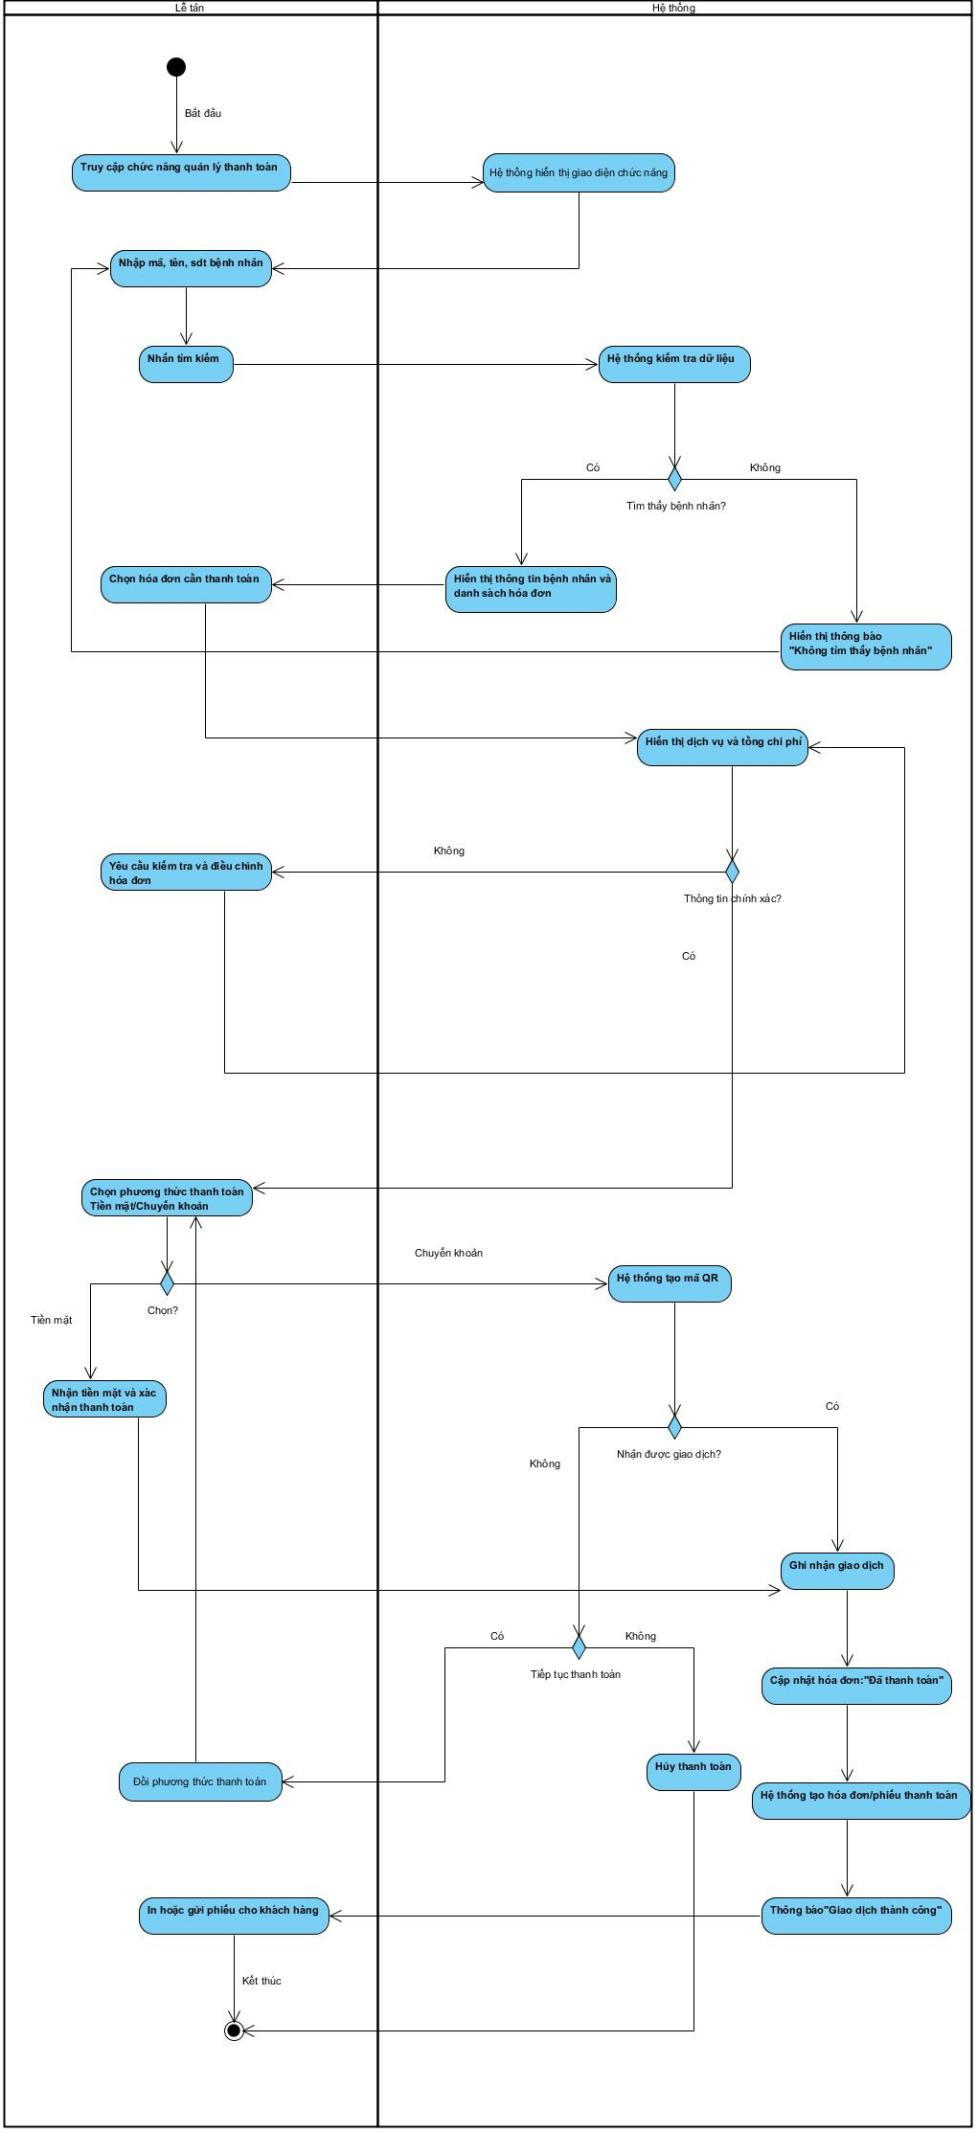 Lễ tân
Hệ thống
Bắt đầu
Truy cập chức năng quản lý thanh toán
Hệ thống hiển thị giao diện chức năng
Nhập mã, tên, sdt bệnh nhân
Nhấn tìm kiếm
Hệ thống kiểm tra dữ liệu
Có
Không
Tìm thấy bệnh nhân?
Chọn hóa đơn cần thanh toán
Hiển thị thông tin bệnh nhân và
danh sách hóa đơn
Hiển thị thông báo
"Không tìm thấy bệnh nhân"
Hiển thị dịch vụ và tổng chi phí
Không
Yêu cầu kiểm tra và điều chỉnh
hóa đơn
Thông tin chính xác?
Có
Chọn phương thức thanh toán
Tiền mặt/Chuyển khoản
Chuyển khoản
Hệ thống tạo mã QR
Chọn?
Tiền mặt
Nhận tiền mặt và xác
nhận thanh toán
Có
Nhận được giao dịch?
Không
Ghi nhận giao dịch
Có
Không
Tiếp tục thanh toán
Cập nhật hóa đơn:"Đã thanh toán"
Hủy thanh toán
Đổi phương thức thanh toán
Hệ thống tạo hóa đơn/phiếu thanh toán
In hoặc gửi phiếu cho khách hàng
Thông báo"Giao dịch thành công"
Kết thúc